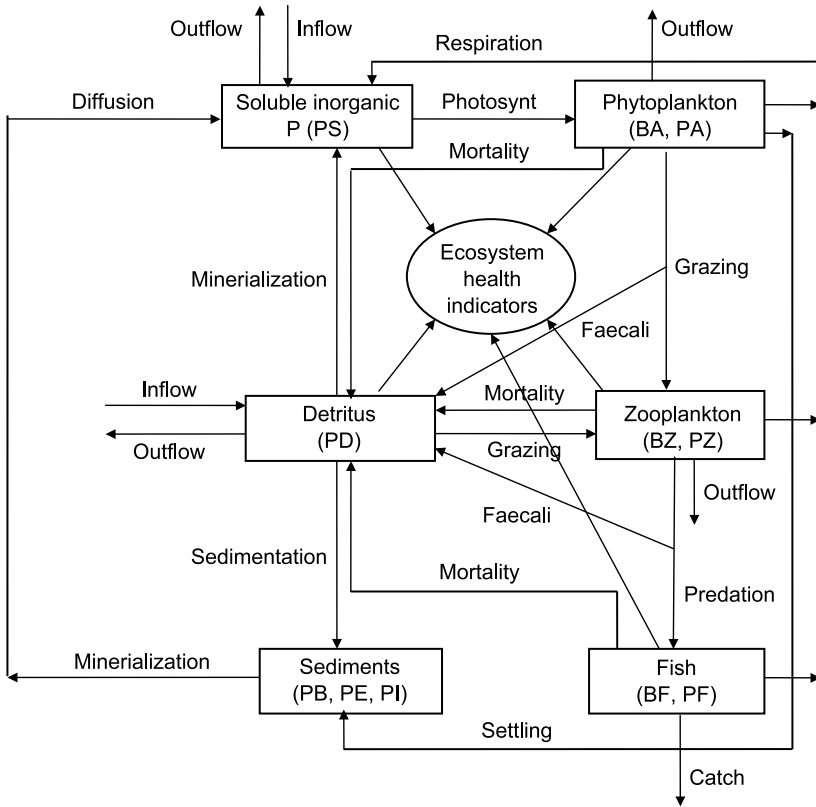 Outflow
Inflow
Respiration
Outflow
Diffusion
Soluble inorganic
P (PS)
Photosynt
Phytoplankton
(BA, PA)
Mortality
Ecosystem
health
indicators
Minerialization
Grazing
Faecali
Inflow
Detritus
(PD)
Mortality
Zooplankton
(BZ, PZ)
Outflow
Grazing
Outflow
Faecali
Sedimentation
Mortality
Predation
Minerialization
Sediments
(PB, PE, PI)
Fish
(BF, PF)
Settling
Catch